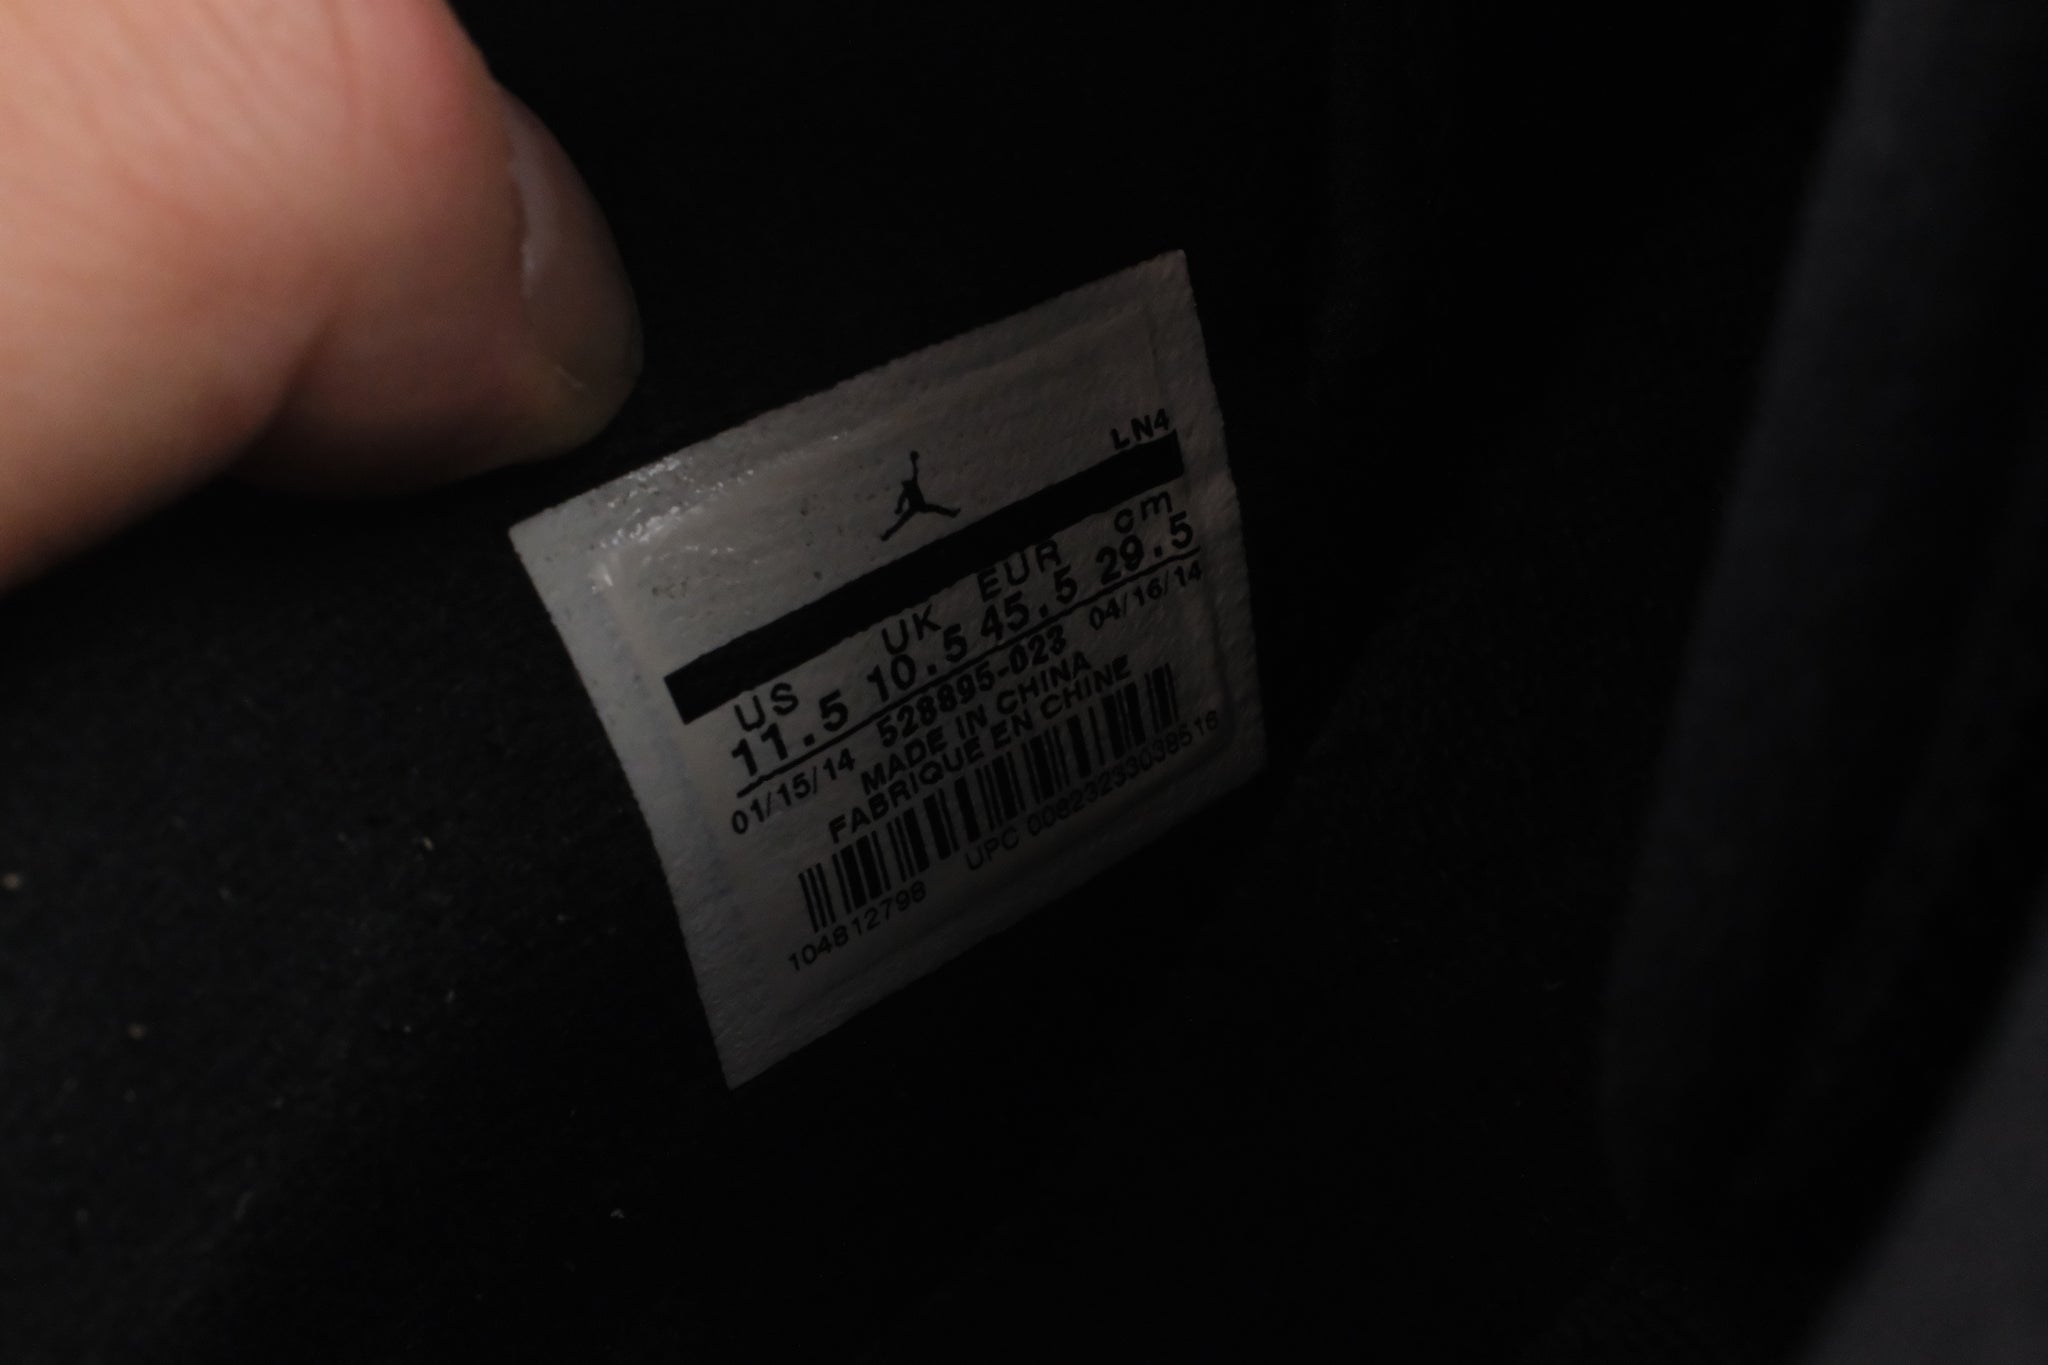 LN4
US UK EUR cm
11.5 10.5 45.5 29.5
01/15/14 528895-023 04/16/14
MADE IN CHINA
FABRIQUE EN CHINE
104812798 UPC 00823233038516